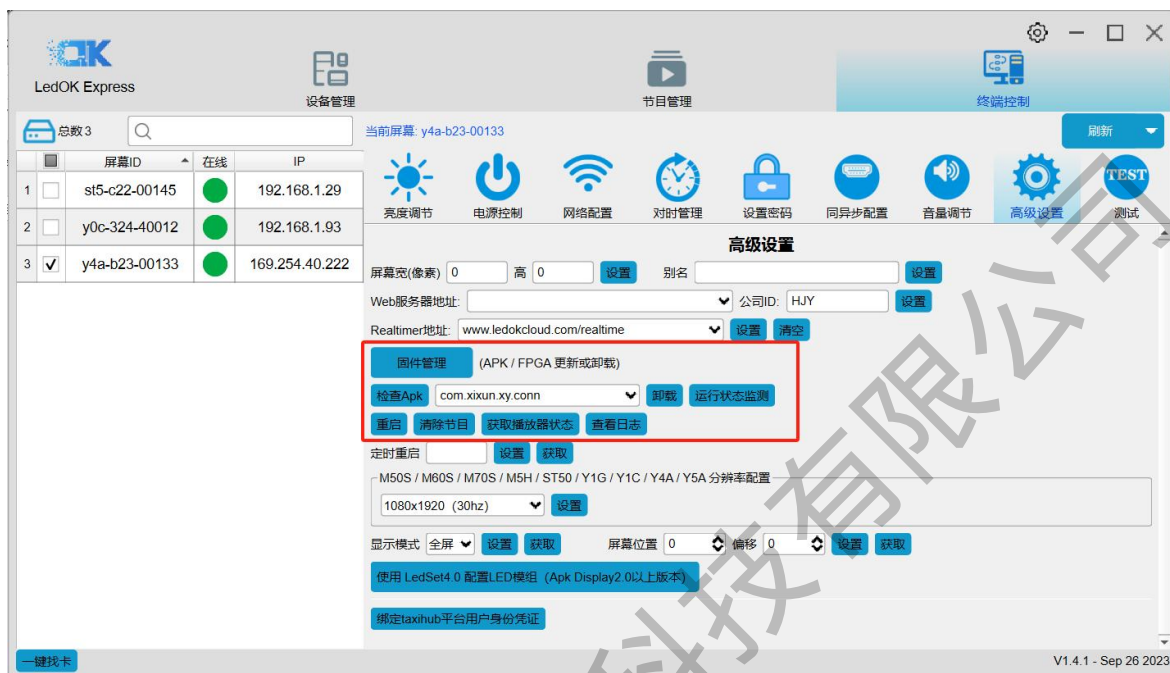 LedOK Express
设备管理
节目管理
终端控制
总数 3
当前屏幕: y4a-b23-00133
刷新
屏幕ID 在线 IP
1 st5-c22-00145 192.168.1.29
2 y0c-324-40012 192.168.1.93
3 y4a-b23-00133 169.254.40.222
亮度调节 电源控制 网络配置 对时管理 设置密码 同异步配置 音量调节 高级设置 TEST 测试
高级设置
屏幕宽(像素) 0 高 0 设置 别名 设置
Web服务器地址: 公司ID: HJY 设置
Realtimer地址: www.ledokcloud.com/realtime 设置 清空
固件管理 (APK / FPGA 更新或卸载)
检查Apk com.xixun.xy.conn 卸载 运行状态监测
重启 清除节目 获取播放器状态 查看日志
定时重启 设置 获取
M50S / M60S / M70S / M5H / ST50 / Y1G / Y1C / Y4A / Y5A 分辨率配置
1080x1920 (30hz) 设置
显示模式 全屏 设置 获取 屏幕位置 0 偏移 0 设置 获取
使用 LedSet4.0 配置LED模组 (Apk Display2.0以上版本)
绑定taxihub平台用户身份凭证
一键找卡
V1.4.1 - Sep 26 2023
科技有限公司